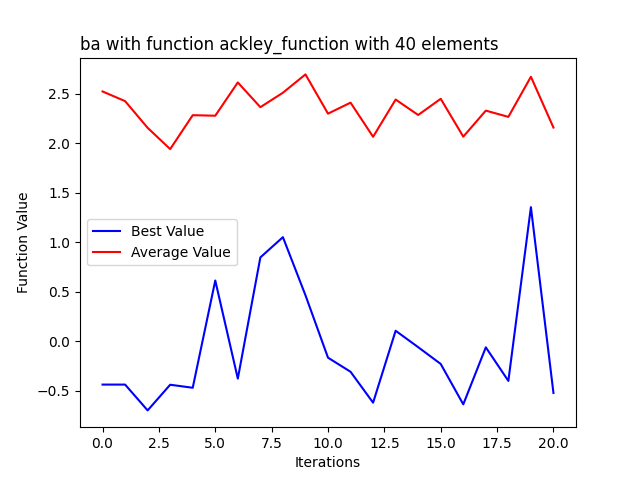 ba with function ackley_function with 40 elements
Function Value
2.5
2.0
1.5
1.0
0.5
0.0
−0.5
Best Value
Average Value
0.0 2.5 5.0 7.5 10.0 12.5 15.0 17.5 20.0
Iterations